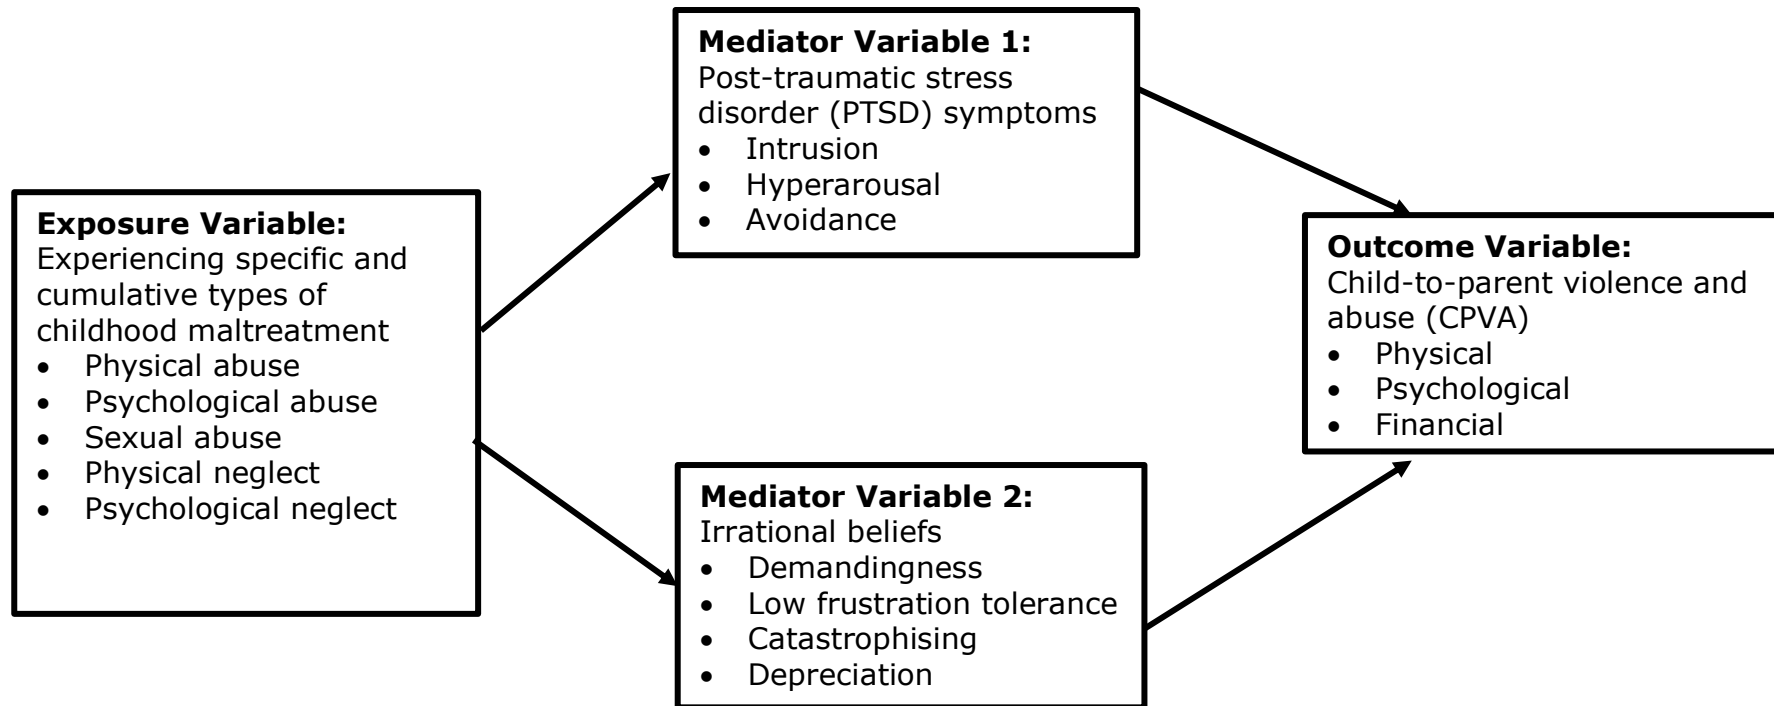 Exposure Variable:
Experiencing specific and
cumulative types of
childhood maltreatment
• Physical abuse
• Psychological abuse
• Sexual abuse
• Physical neglect
• Psychological neglect
Mediator Variable 1:
Post-traumatic stress
disorder (PTSD) symptoms
• Intrusion
• Hyperarousal
• Avoidance
Mediator Variable 2:
Irrational beliefs
• Demandingness
• Low frustration tolerance
• Catastrophising
• Depreciation
Outcome Variable:
Child-to-parent violence and
abuse (CPVA)
• Physical
• Psychological
• Financial